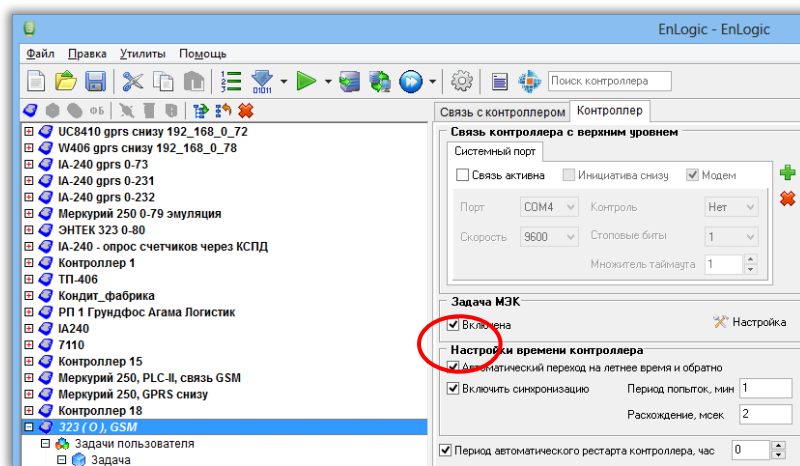 EnLogic - EnLogic
Файл Правка Утилиты Помощь
Поиск контроллера
ФБ
UC8410 gprs снизу 192_168_0_72
W406 gprs снизу 192_168_0_78
IA-240 gprs 0-73
IA-240 gprs 0-231
IA-240 gprs 0-232
Меркурий 250 0-79 эмуляция
ЭНТЕК 323 0-80
IA-240 - опрос счетчиков через КСПД
Контроллер 1
ТП-406
Кондит_фабрика
РП 1 Грундфос Агама Логистик
IA240
7110
Контроллер 15
Меркурий 250, PLC-II, связь GSM
Меркурий 250, GPRS снизу
Контроллер 18
323 ( O ), GSM
Задачи пользователя
Задача
Связь с контроллером Контроллер
Связь контроллера с верхним уровнем
Системный порт
Связь активна Инициатива снизу Модем
Порт COM4 Контроль Нет
Скорость 9600 Стоповые биты 1
Множитель таймаута 1
Задача МЭК
Включена Настройка
Настройки времени контроллера
Автоматический переход на летнее время и обратно
Включить синхронизацию Период попыток, мин 1
Расхождение, мсек 2
Период автоматического рестарта контроллера, час 0